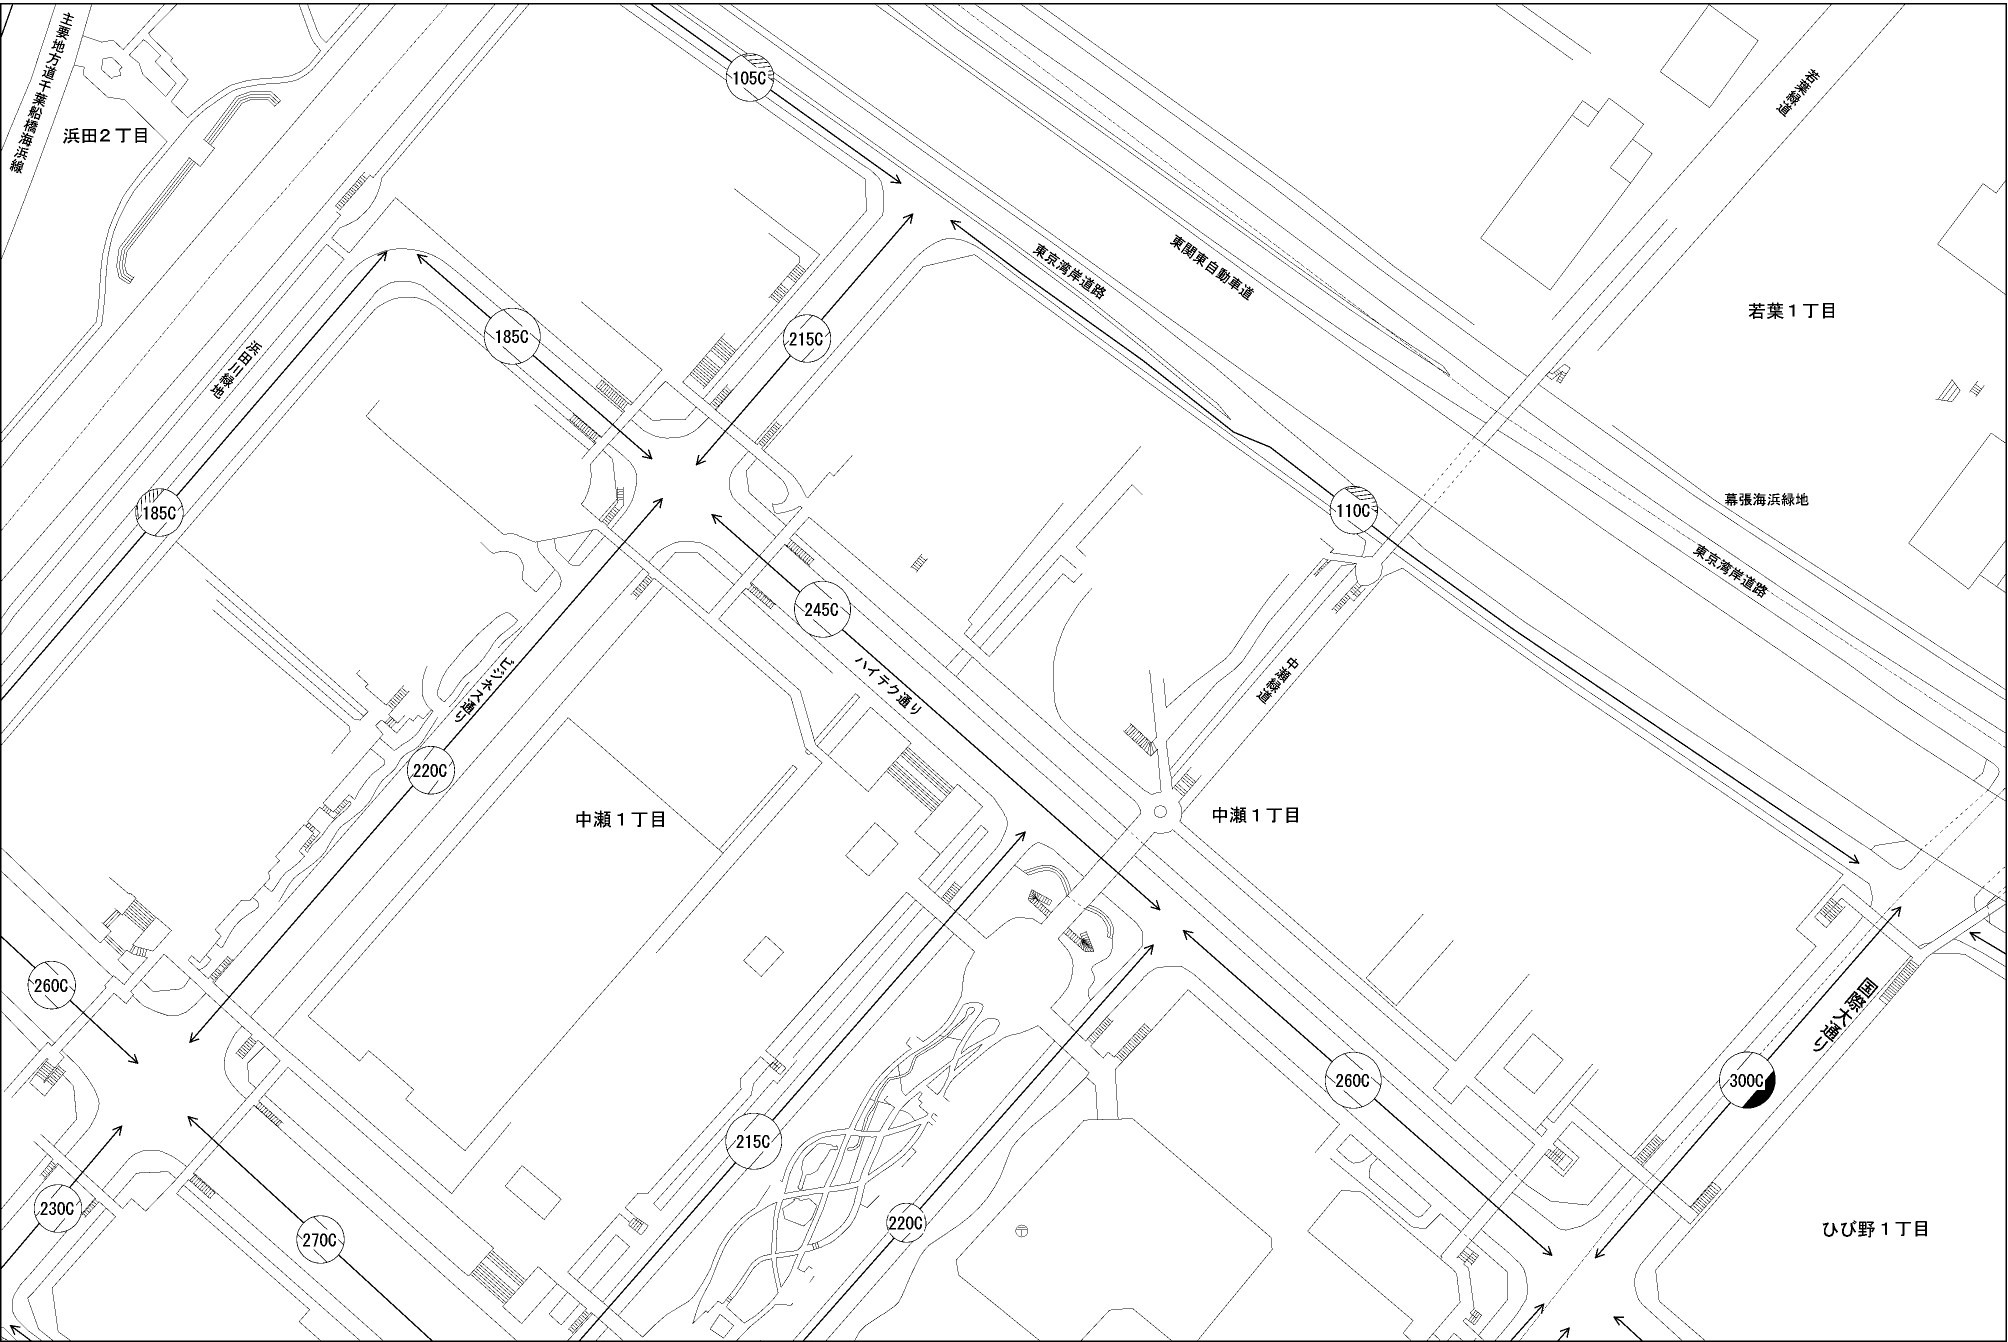 主要地方道千葉船橋海浜線
浜田２丁目
105C
若葉緑道
東京湾岸道路
東関東自動車道
若葉１丁目
185C
215C
浜田川緑地
185C
110C
幕張海浜緑地
東京湾岸道路
245C
ハイテク通り
ビジネス通り
中瀬緑道
220C
中瀬１丁目
中瀬１丁目
260C
国際大通り
260C
300C
215C
230C
220C
270C
ひび野１丁目